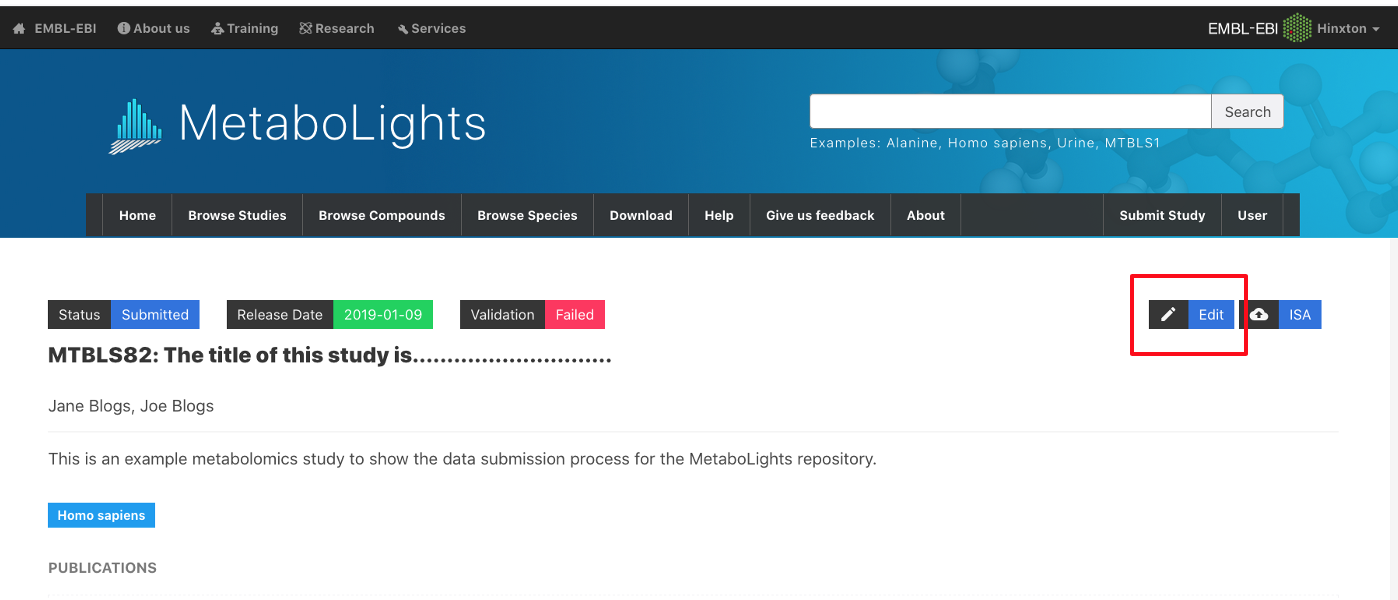 EMBL-EBI About us Training Research Services EMBL-EBI Hinxton
MetaboLights
Search
Examples: Alanine, Homo sapiens, Urine, MTBLS1
Home Browse Studies Browse Compounds Browse Species Download Help Give us feedback About Submit Study User
Status Submitted Release Date 2019-01-09 Validation Failed Edit ISA
MTBLS82: The title of this study is.............................
Jane Blogs, Joe Blogs
This is an example metabolomics study to show the data submission process for the MetaboLights repository.
Homo sapiens
PUBLICATIONS